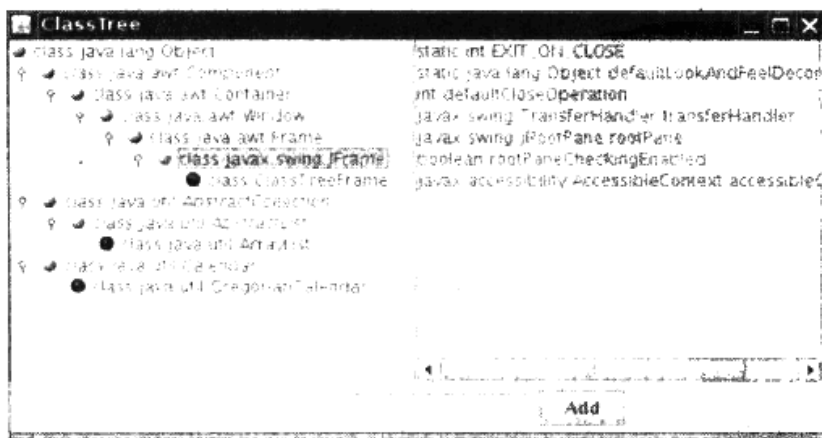 ClassTree
class java.lang.Object
class java.awt.Component
class java.awt.Container
class java.awt.Window
class java.awt.Frame
class javax.swing.JFrame
class ClassTreeFrame
class java.util.AbstractCollection
class java.util.AbstractList
class java.util.ArrayList
class java.util.Calendar
class java.util.GregorianCalendar
static int EXIT_ON_CLOSE
static java.lang.Object defaultLookAndFeelDecor
int defaultCloseOperation
javax.swing.TransferHandler transferHandler
javax.swing.JRootPane rootPane
boolean rootPaneCheckingEnabled
javax.accessibility.AccessibleContext accessibleC
Add